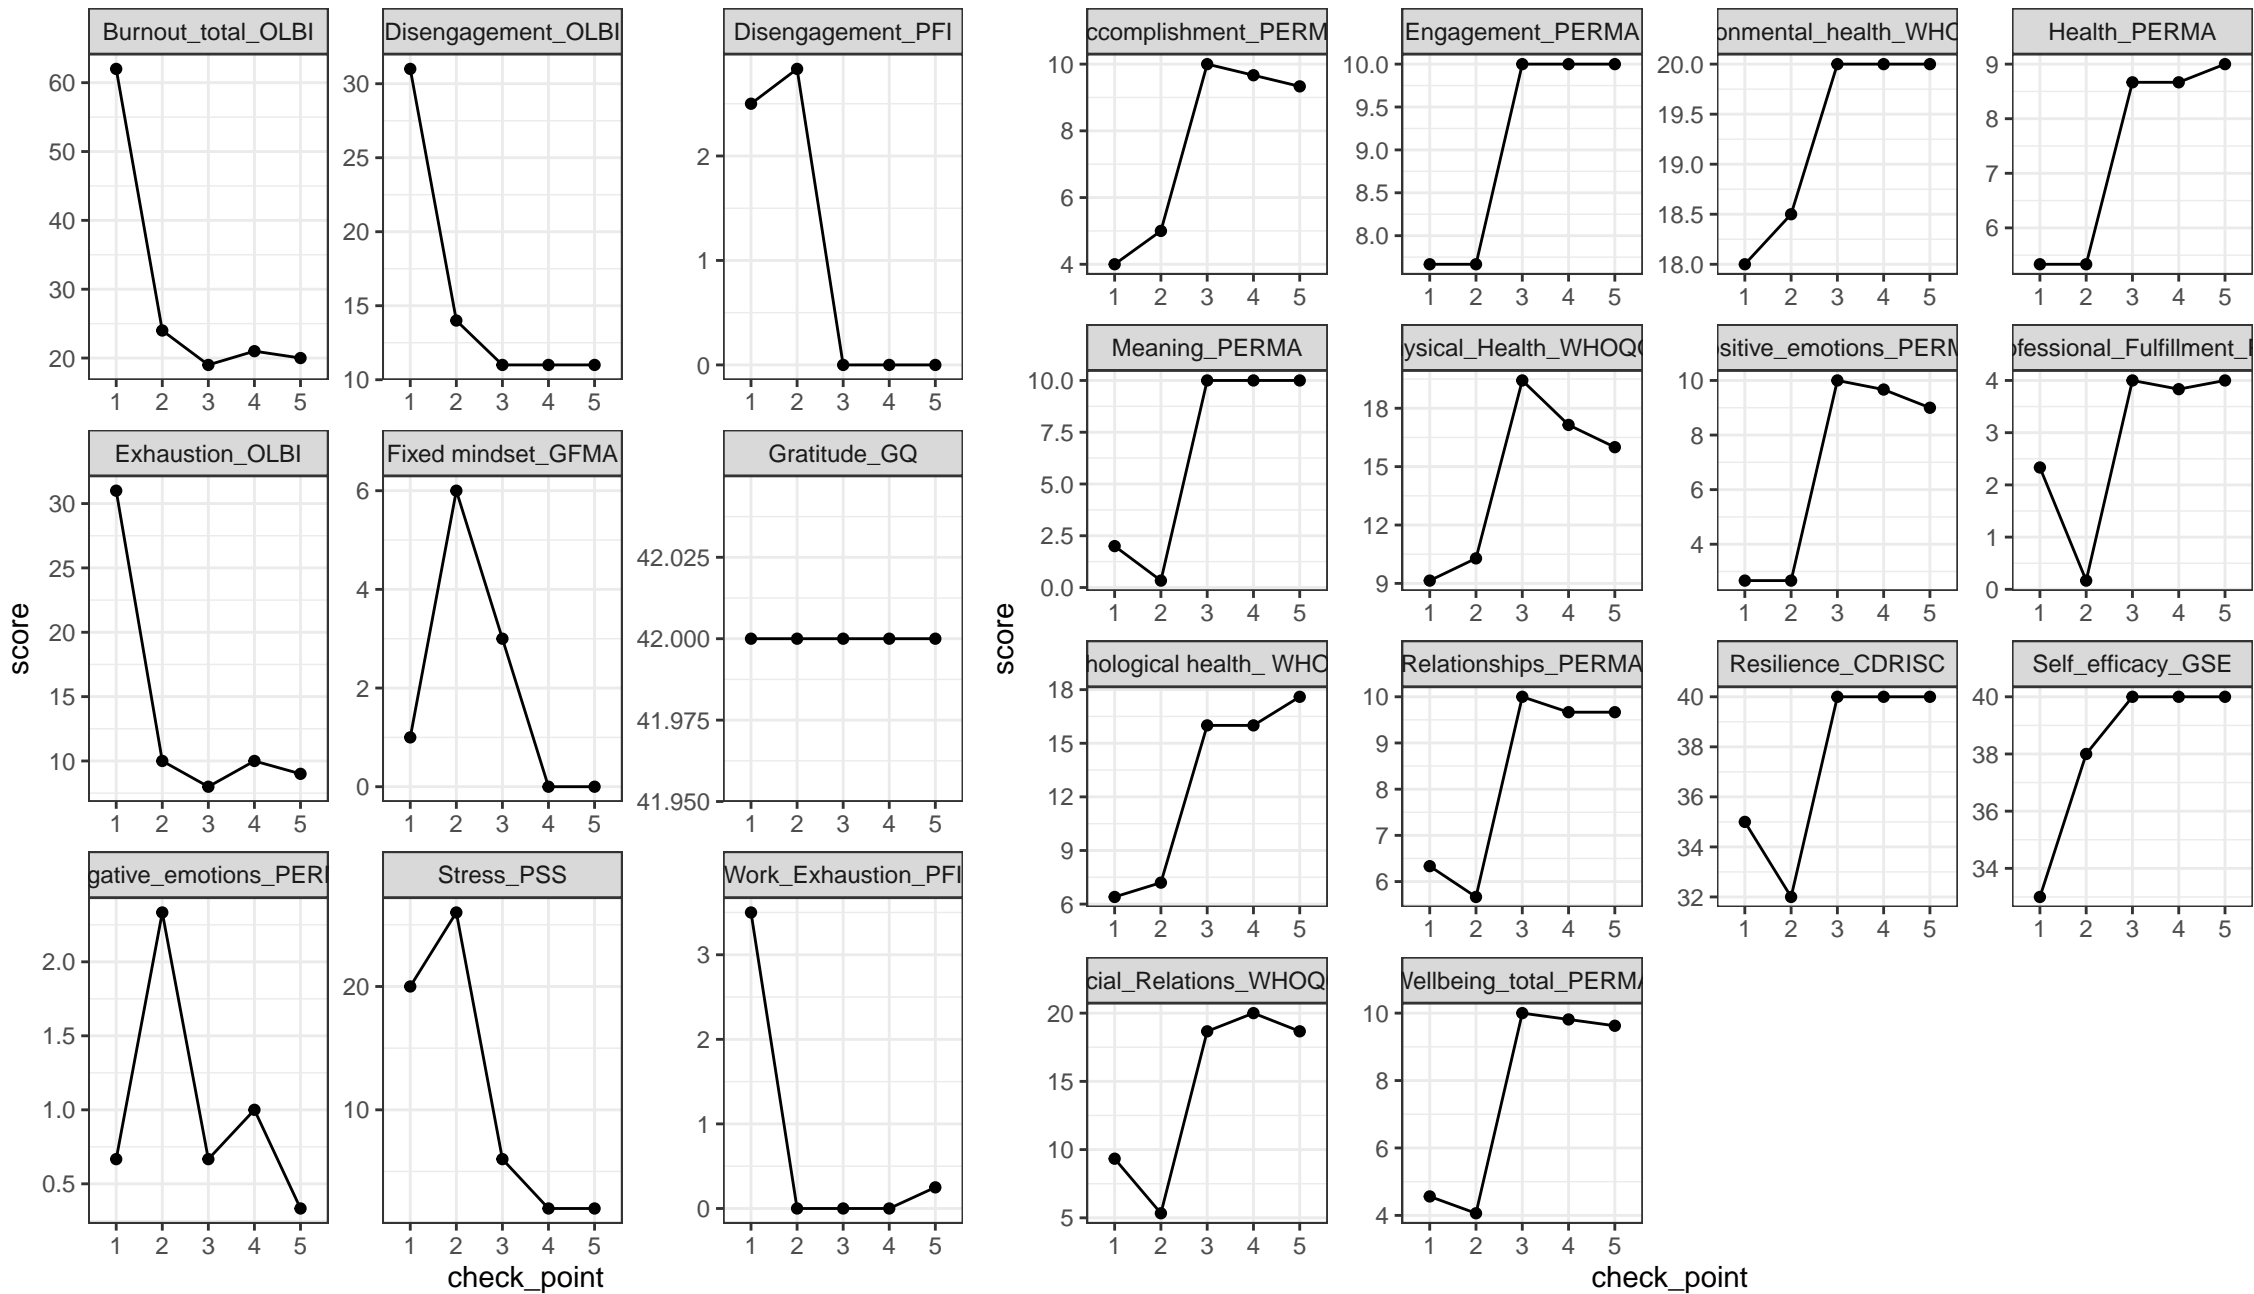 Burnout_total_OLBI
60
50
40
30
20
1 2 3 4 5
Disengagement_OLBI
30
25
20
15
10
1 2 3 4 5
Disengagement_PFI
2
1
0
1 2 3 4 5
Exhaustion_OLBI
30
25
20
15
10
1 2 3 4 5
Fixed mindset_GFMA
6
4
2
0
1 2 3 4 5
Gratitude_GQ
42.025
42.000
41.975
41.950
1 2 3 4 5
gative_emotions_PERI
2.0
1.5
1.0
0.5
1 2 3 4 5
Stress_PSS
20
10
1 2 3 4 5
Work_Exhaustion_PFI
3
2
1
0
1 2 3 4 5
score
check_point
ccomplishment_PERM
10
8
6
4
1 2 3 4 5
Engagement_PERMA
10.0
9.5
9.0
8.5
8.0
1 2 3 4 5
onmental_health_WHO
20.0
19.5
19.0
18.5
18.0
1 2 3 4 5
Health_PERMA
9
8
7
6
1 2 3 4 5
Meaning_PERMA
10.0
7.5
5.0
2.5
0.0
1 2 3 4 5
ysical_Health_WHOQ
18
15
12
9
1 2 3 4 5
sitive_emotions_PERM
10
8
6
4
1 2 3 4 5
ofessional_Fulfillment_
4
3
2
1
0
1 2 3 4 5
hological health_ WHO
18
15
12
9
6
1 2 3 4 5
Relationships_PERMA
10
9
8
7
6
1 2 3 4 5
Resilience_CDRISC
40
38
36
34
32
1 2 3 4 5
Self_efficacy_GSE
40
38
36
34
1 2 3 4 5
cial_Relations_WHOQ
20
15
10
5
1 2 3 4 5
Wellbeing_total_PERMA
10
8
6
4
1 2 3 4 5
score
check_point